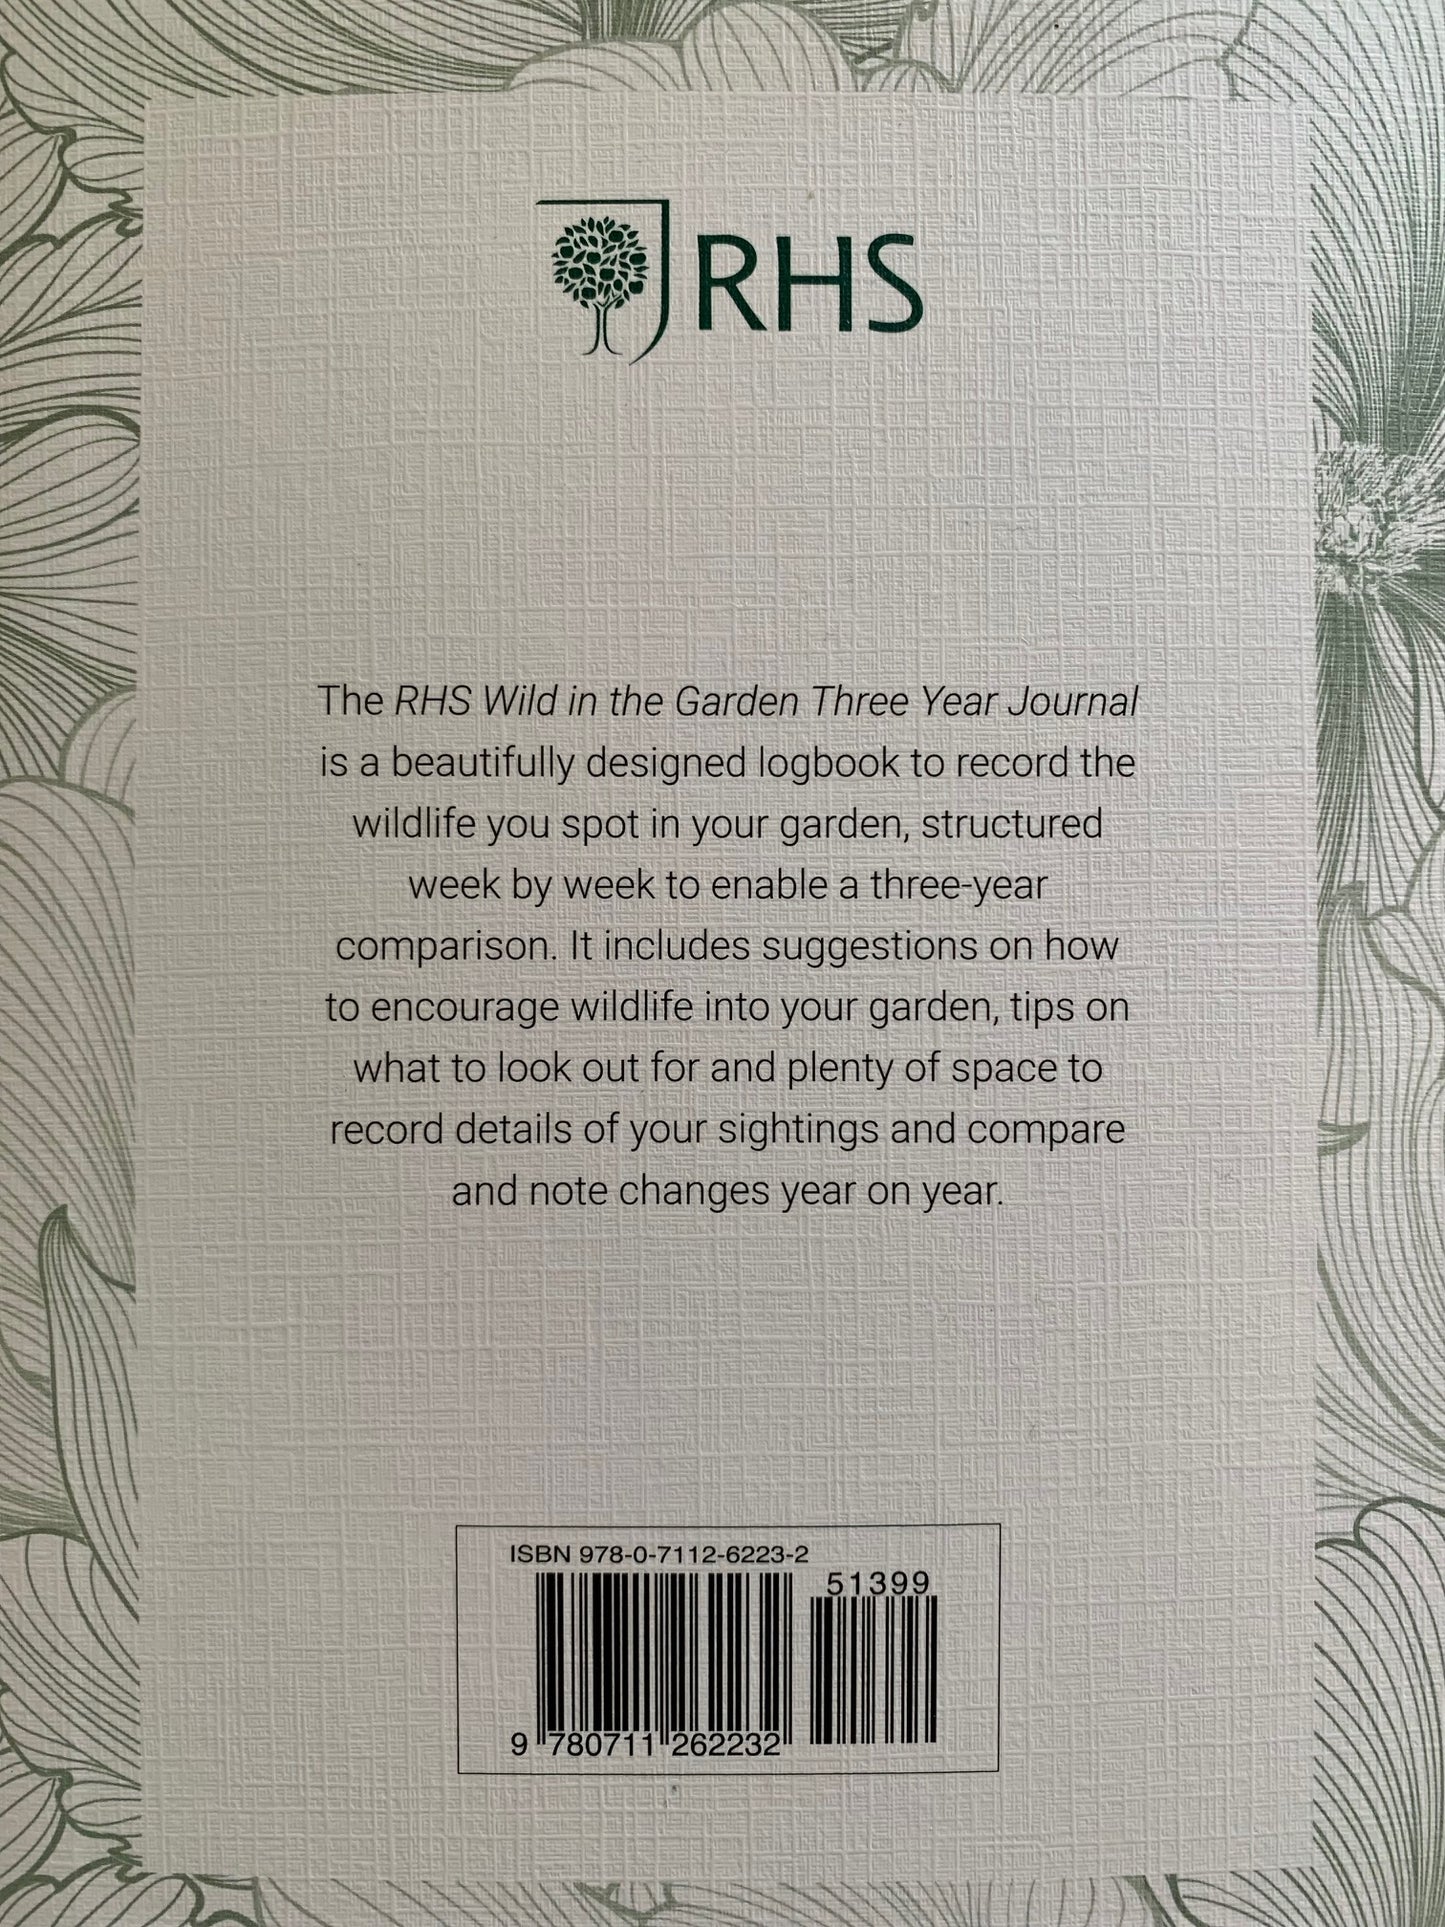 RHS
The RHS Wild in the Garden Three Year Journal
is a beautifully designed logbook to record the
wildlife you spot in your garden, structured
week by week to enable a three-year
comparison. It includes suggestions on how
to encourage wildlife into your garden, tips on
what to look out for and plenty of space to
record details of your sightings and compare
and note changes year on year.
ISBN 978-0-7112-6223-2
51399
9 780711 262232